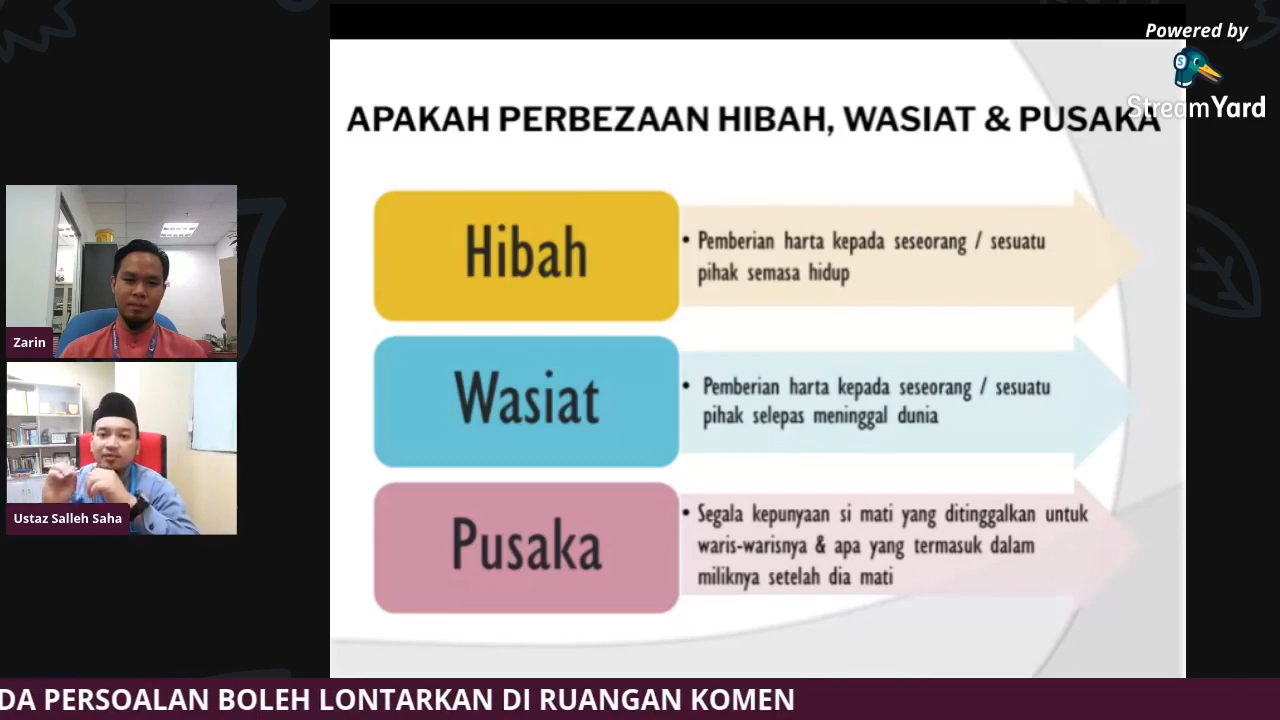 Powered by
StreamYard
APAKAH PERBEZAAN HIBAH, WASIAT & PUSAKA
Hibah
• Pemberian harta kepada seseorang / sesuatu
pihak semasa hidup
Wasiat
• Pemberian harta kepada seseorang / sesuatu
pihak selepas meninggal dunia
Pusaka
• Segala kepunyaan si mati yang ditinggalkan untuk
waris-warisnya & apa yang termasuk dalam
miliknya setelah dia mati
Zarin
Ustaz Salleh Saha
DA PERSOALAN BOLEH LONTARKAN DI RUANGAN KOMEN